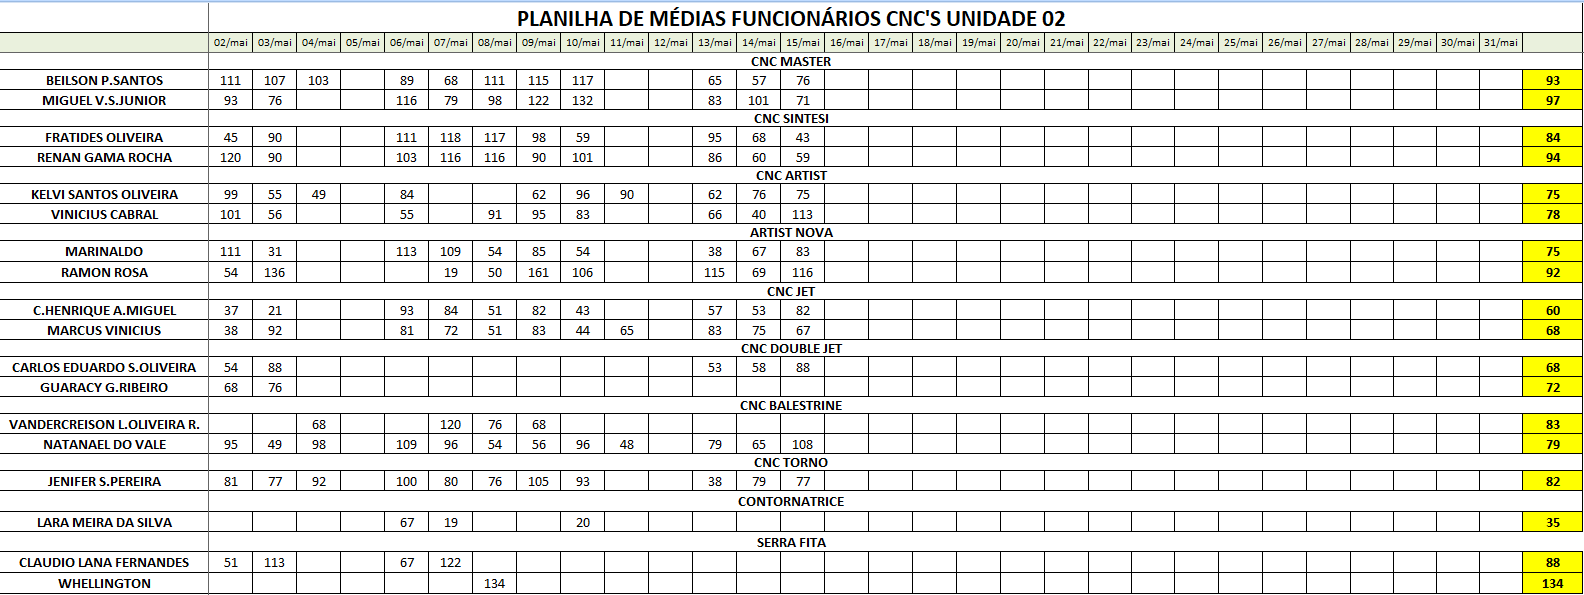 PLANILHA DE MÉDIAS FUNCIONÁRIOS CNC'S UNIDADE 02
02/mai 03/mai 04/mai 05/mai 06/mai 07/mai 08/mai 09/mai 10/mai 11/mai 12/mai 13/mai 14/mai 15/mai 16/mai 17/mai 18/mai 19/mai 20/mai 21/mai 22/mai 23/mai 24/mai 25/mai 26/mai 27/mai 28/mai 29/mai 30/mai 31/mai
CNC MASTER
BEILSON P.SANTOS 111 107 103 89 68 111 115 117 65 57 76 93
MIGUEL V.S.JUNIOR 93 76 116 79 98 122 132 83 101 71 97
CNC SINTESI
FRATIDES OLIVEIRA 45 90 111 118 117 98 59 95 68 43 84
RENAN GAMA ROCHA 120 90 103 116 116 90 101 86 60 59 94
CNC ARTIST
KELVI SANTOS OLIVEIRA 99 55 49 84 62 96 90 62 76 75 75
VINICIUS CABRAL 101 56 55 91 95 83 66 40 113 78
ARTIST NOVA
MARINALDO 111 31 113 109 54 85 54 38 67 83 75
RAMON ROSA 54 136 19 50 161 106 115 69 116 92
CNC JET
C.HENRIQUE A.MIGUEL 37 21 93 84 51 82 43 57 53 82 60
MARCUS VINICIUS 38 92 81 72 51 83 44 65 83 75 67 68
CNC DOUBLE JET
CARLOS EDUARDO S.OLIVEIRA 54 88 53 58 88 68
GUARACY G.RIBEIRO 68 76 72
CNC BALESTRINE
VANDERCREISON L.OLIVEIRA R. 68 120 76 68 83
NATANAEL DO VALE 95 49 98 109 96 54 56 96 48 79 65 108 79
CNC TORNO
JENIFER S.PEREIRA 81 77 92 100 80 76 105 93 38 79 77 82
CONTORNATRICE
LARA MEIRA DA SILVA 67 19 20 35
SERRA FITA
CLAUDIO LANA FERNANDES 51 113 67 122 88
WHELLINGTON 134 134